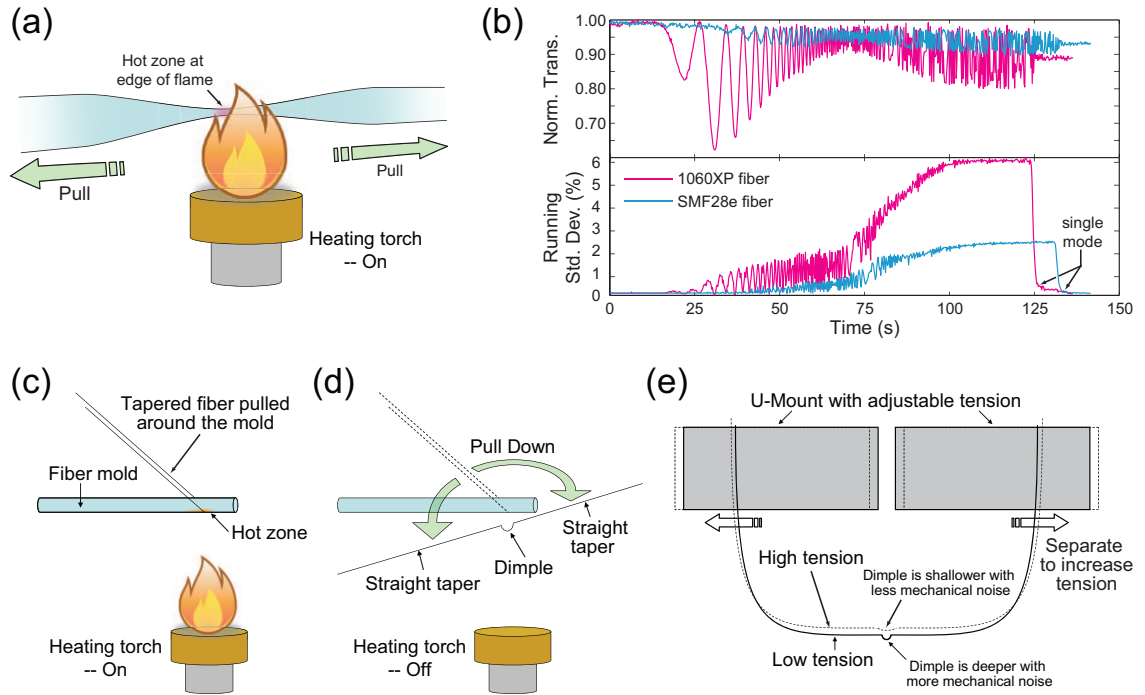 (a)
Hot zone at
edge of flame
Pull
Pull
Heating torch
-- On
(b)
Norm. Trans.
1.00
0.90
0.80
0.70
Running
Std. Dev. (%)
6
5
4
3
2
1
0
1060XP fiber
SMF28e fiber
single
mode
0
25
50
75
100
125
150
Time (s)
(c)
Tapered fiber pulled
around the mold
Fiber mold
Hot zone
Heating torch
-- On
(d)
Pull Down
Straight
taper
Straight taper
Dimple
Heating torch
-- Off
(e)
U-Mount with adjustable tension
High tension
Dimple is shallower with
less mechanical noise
Separate
to increase
tension
Low tension
Dimple is deeper with
more mechanical noise